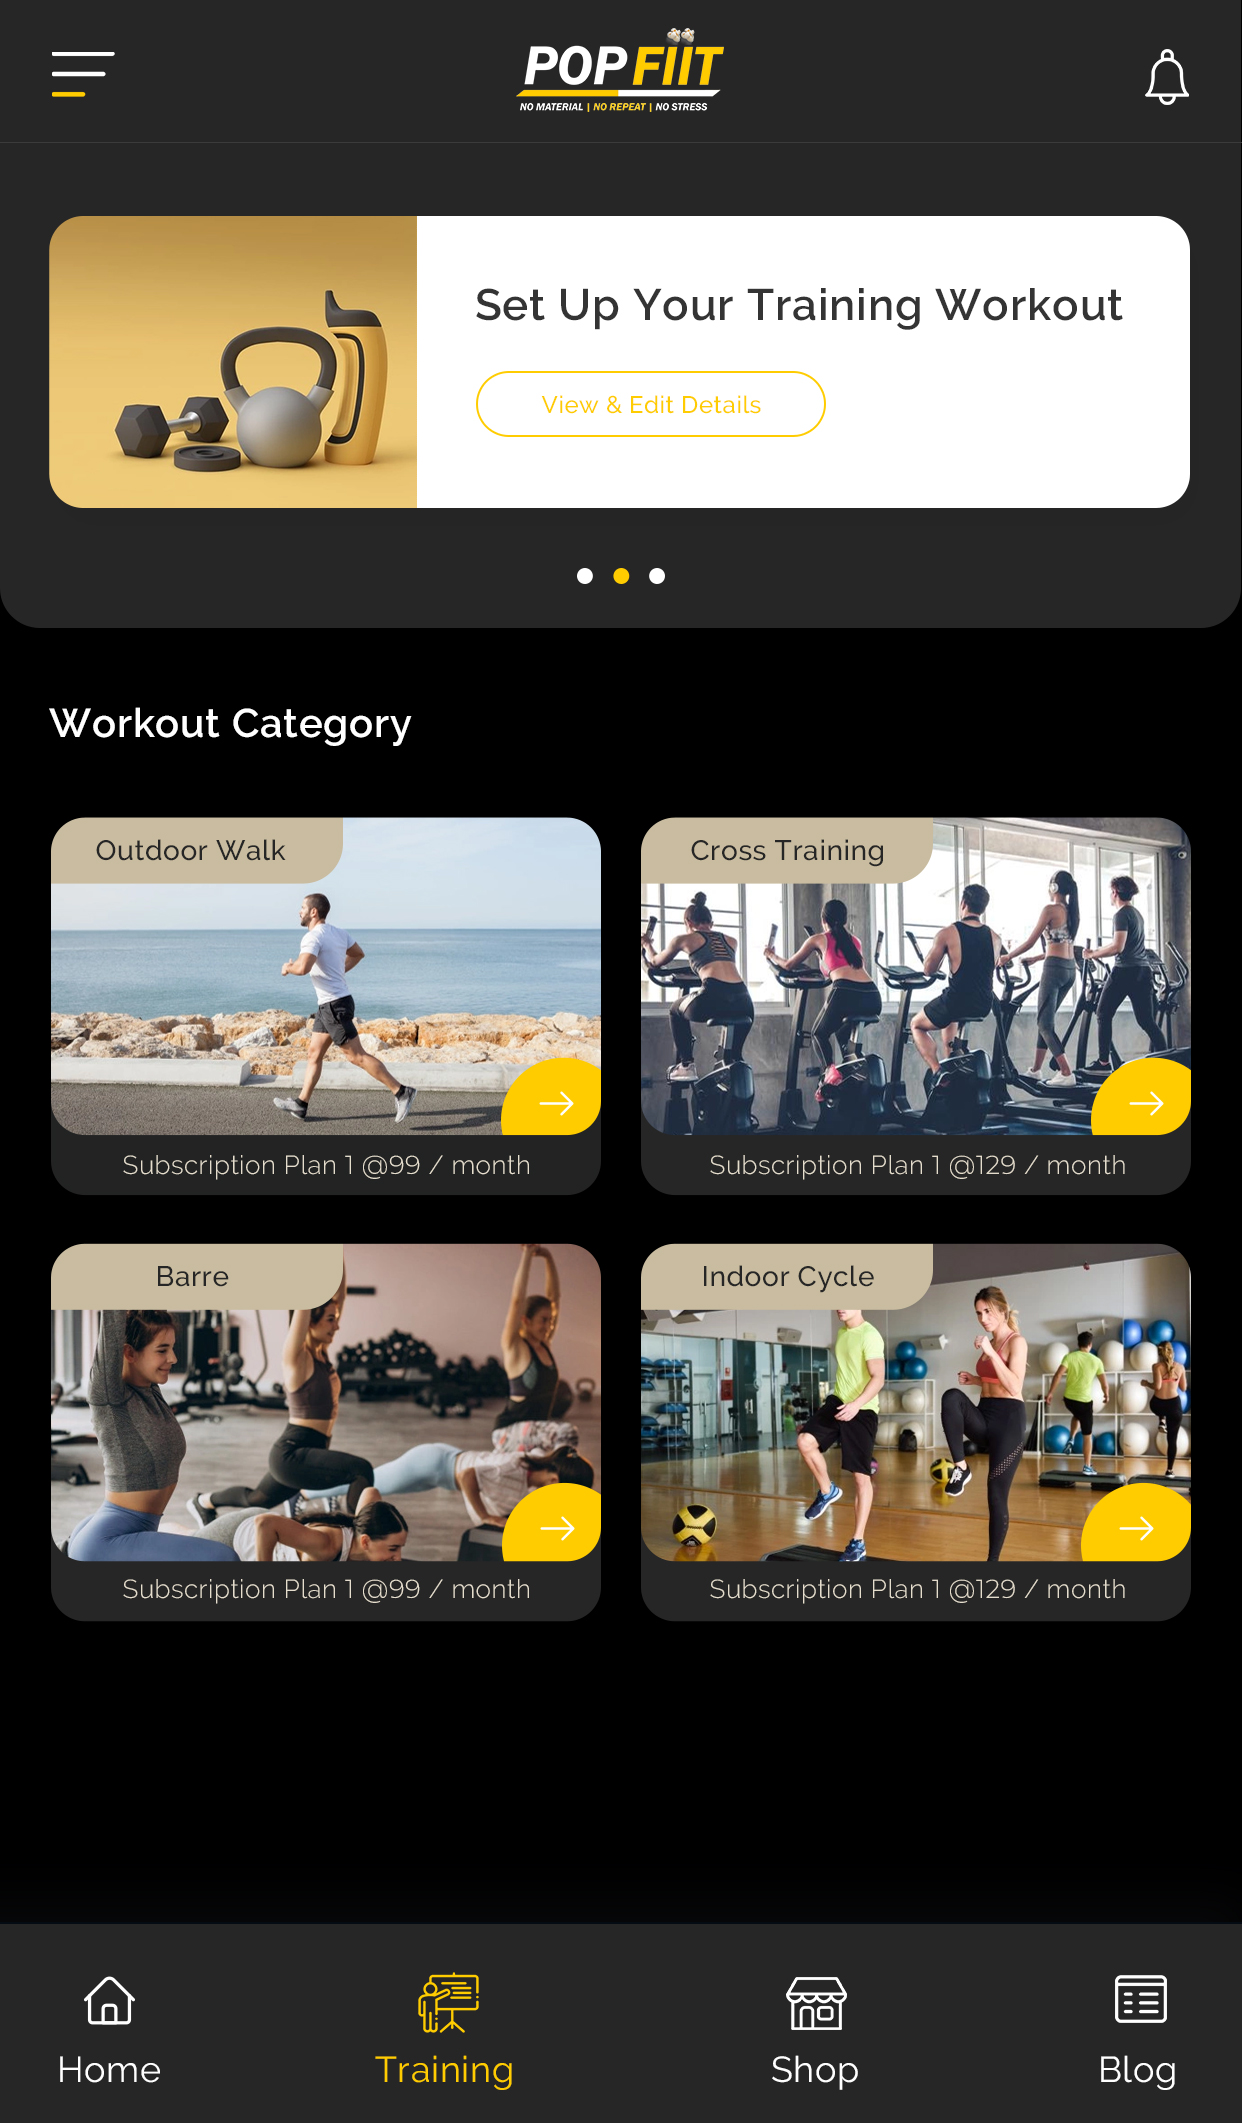 POP FIIT
NO MATERIAL | NO REPEAT | NO STRESS
Set Up Your Training Workout
View & Edit Details
Workout Category
Outdoor Walk
Cross Training
Subscription Plan 1 @99 / month
Subscription Plan 1 @129 / month
Barre
Indoor Cycle
Subscription Plan 1 @99 / month
Subscription Plan 1 @129 / month
Home
Training
Shop
Blog